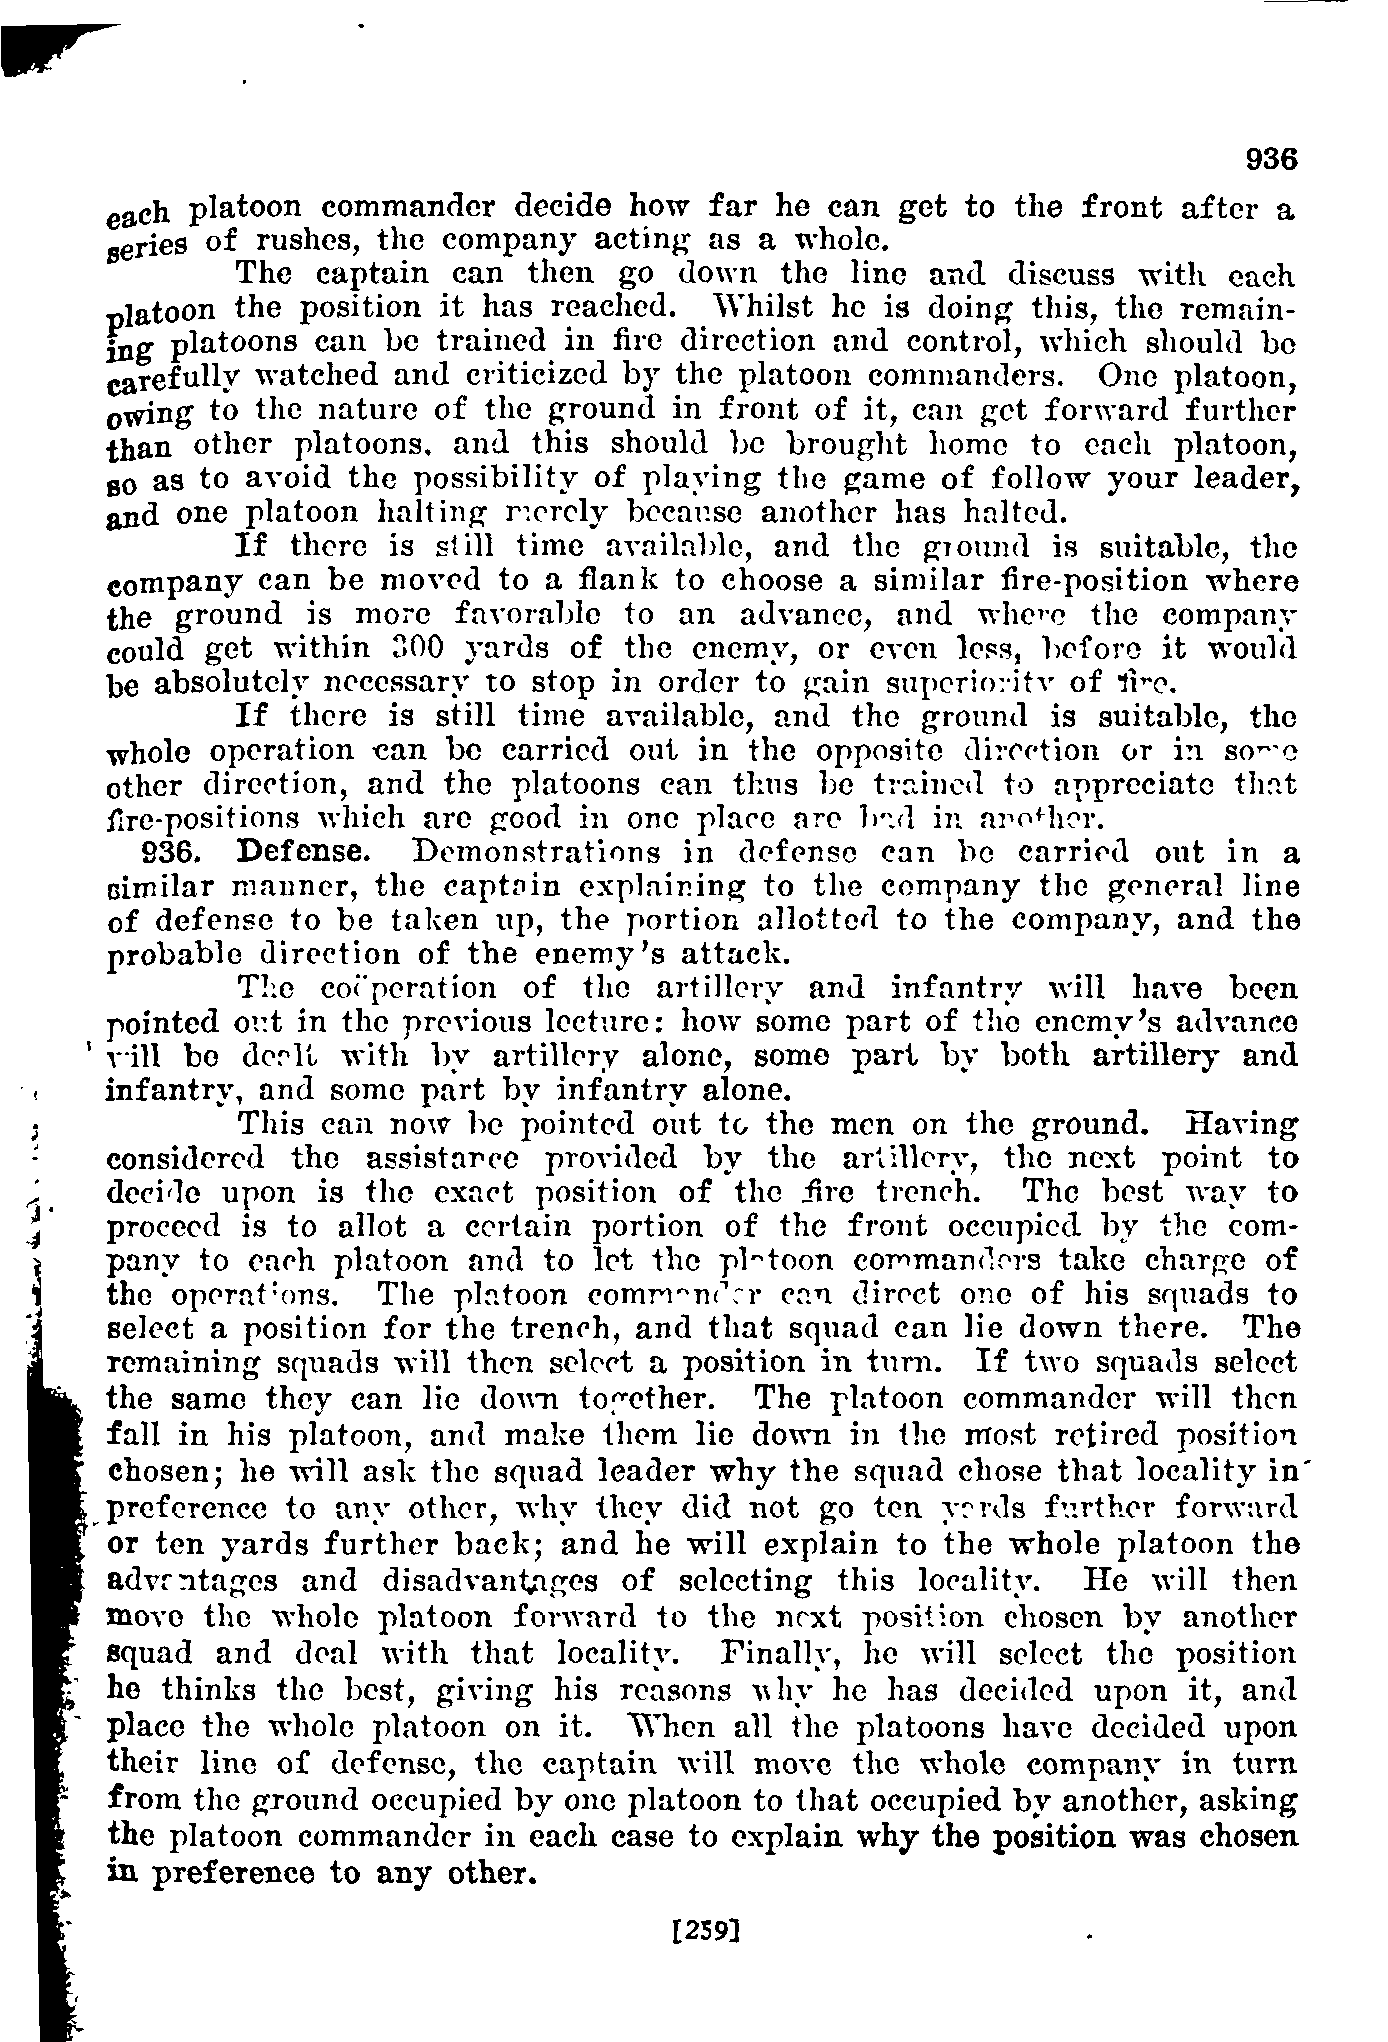 936
each platoon commander decide how far he can get to the front after a
series of rushes, the company acting as a whole.
The captain can then go down the line and discuss with each
platoon the position it has reached. Whilst he is doing this, the remain-
ing platoons can be trained in fire direction and control, which should be
carefully watched and criticized by the platoon commanders. One platoon,
owing to the nature of the ground in front of it, can get forward further
than other platoons, and this should be brought home to each platoon,
so as to avoid the possibility of playing the game of follow your leader,
and one platoon halting merely because another has halted.
If there is still time available, and the ground is suitable, the
company can be moved to a flank to choose a similar fire-position where
the ground is more favorable to an advance, and where the company
could get within 300 yards of the enemy, or even less, before it would
be absolutely necessary to stop in order to gain superiority of fire.
If there is still time available, and the ground is suitable, the
whole operation can be carried out in the opposite direction or in some
other direction, and the platoons can thus be trained to appreciate that
fire-positions which are good in one place are bad in another.
936. Defense. Demonstrations in defense can be carried out in a
similar manner, the captain explaining to the company the general line
of defense to be taken up, the portion allotted to the company, and the
probable direction of the enemy's attack.
The coöperation of the artillery and infantry will have been
pointed out in the previous lecture: how some part of the enemy's advance
will be dealt with by artillery alone, some part by both artillery and
infantry, and some part by infantry alone.
This can now be pointed out to the men on the ground. Having
considered the assistance provided by the artillery, the next point to
decide upon is the exact position of the fire trench. The best way to
proceed is to allot a certain portion of the front occupied by the com-
pany to each platoon and to let the platoon commanders take charge of
the operations. The platoon commander can direct one of his squads to
select a position for the trench, and that squad can lie down there. The
remaining squads will then select a position in turn. If two squads select
the same they can lie down together. The platoon commander will then
fall in his platoon, and make them lie down in the most retired position
chosen; he will ask the squad leader why the squad chose that locality in
preference to any other, why they did not go ten yards further forward
or ten yards further back; and he will explain to the whole platoon the
advantages and disadvantages of selecting this locality. He will then
move the whole platoon forward to the next position chosen by another
squad and deal with that locality. Finally, he will select the position
he thinks the best, giving his reasons why he has decided upon it, and
place the whole platoon on it. When all the platoons have decided upon
their line of defense, the captain will move the whole company in turn
from the ground occupied by one platoon to that occupied by another, asking
the platoon commander in each case to explain why the position was chosen
in preference to any other.
[259]